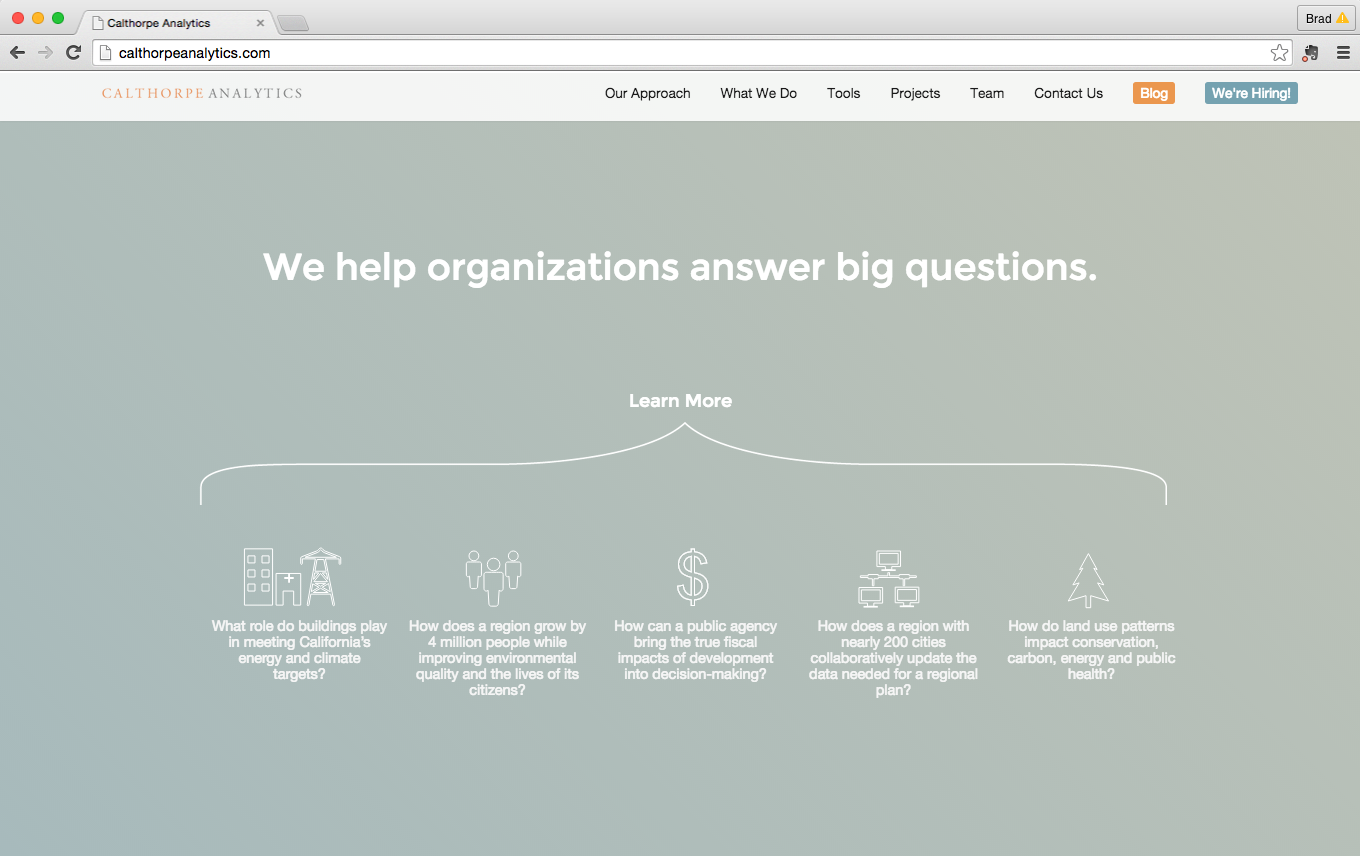 Calthorpe Analytics
Brad
calthorpeanalytics.com
CALTHORPE ANALYTICS
Our Approach What We Do Tools Projects Team Contact Us Blog We're Hiring!
We help organizations answer big questions.
Learn More
What role do buildings play
in meeting California's
energy and climate
targets?
How does a region grow by
4 million people while
improving environmental
quality and the lives of its
citizens?
How can a public agency
bring the true fiscal
impacts of development
into decision-making?
How does a region with
nearly 200 cities
collaboratively update the
data needed for a regional
plan?
How do land use patterns
impact conservation,
carbon, energy and public
health?